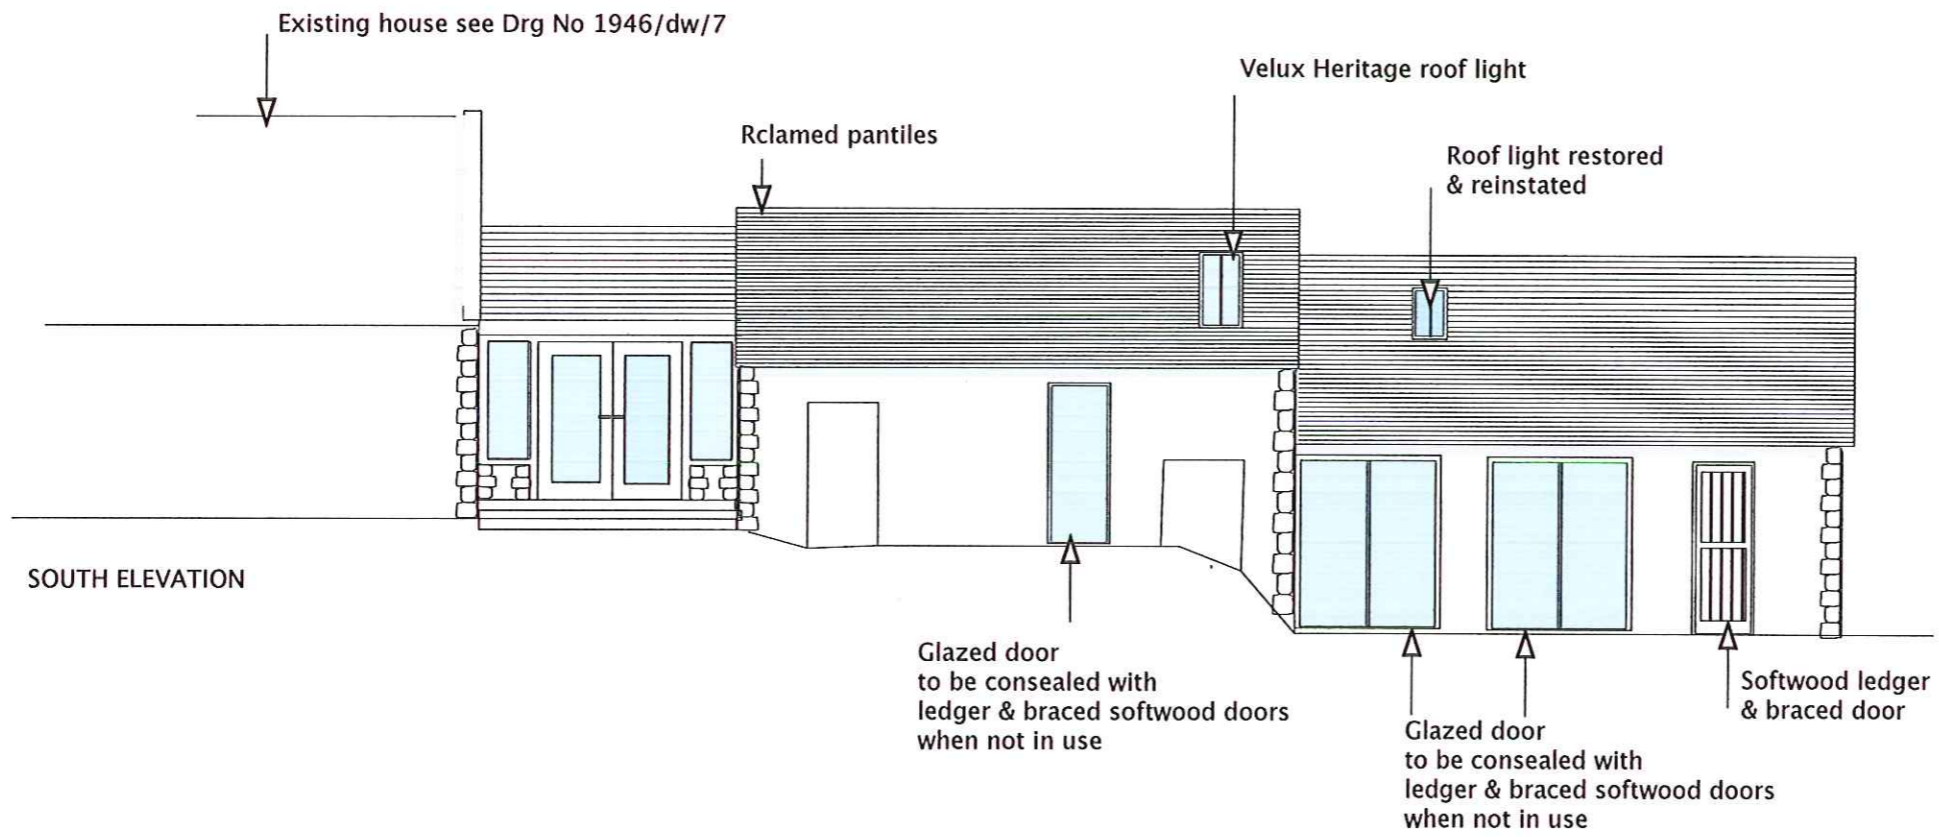 Existing house see Drg No 1946/dw/7
Velux Heritage roof light
Rclamed pantiles
Roof light restored
& reinstated
SOUTH ELEVATION
Glazed door
to be consealed with
ledger & braced softwood doors
when not in use
Glazed door
to be consealed with
ledger & braced softwood doors
when not in use
Softwood ledger
& braced door